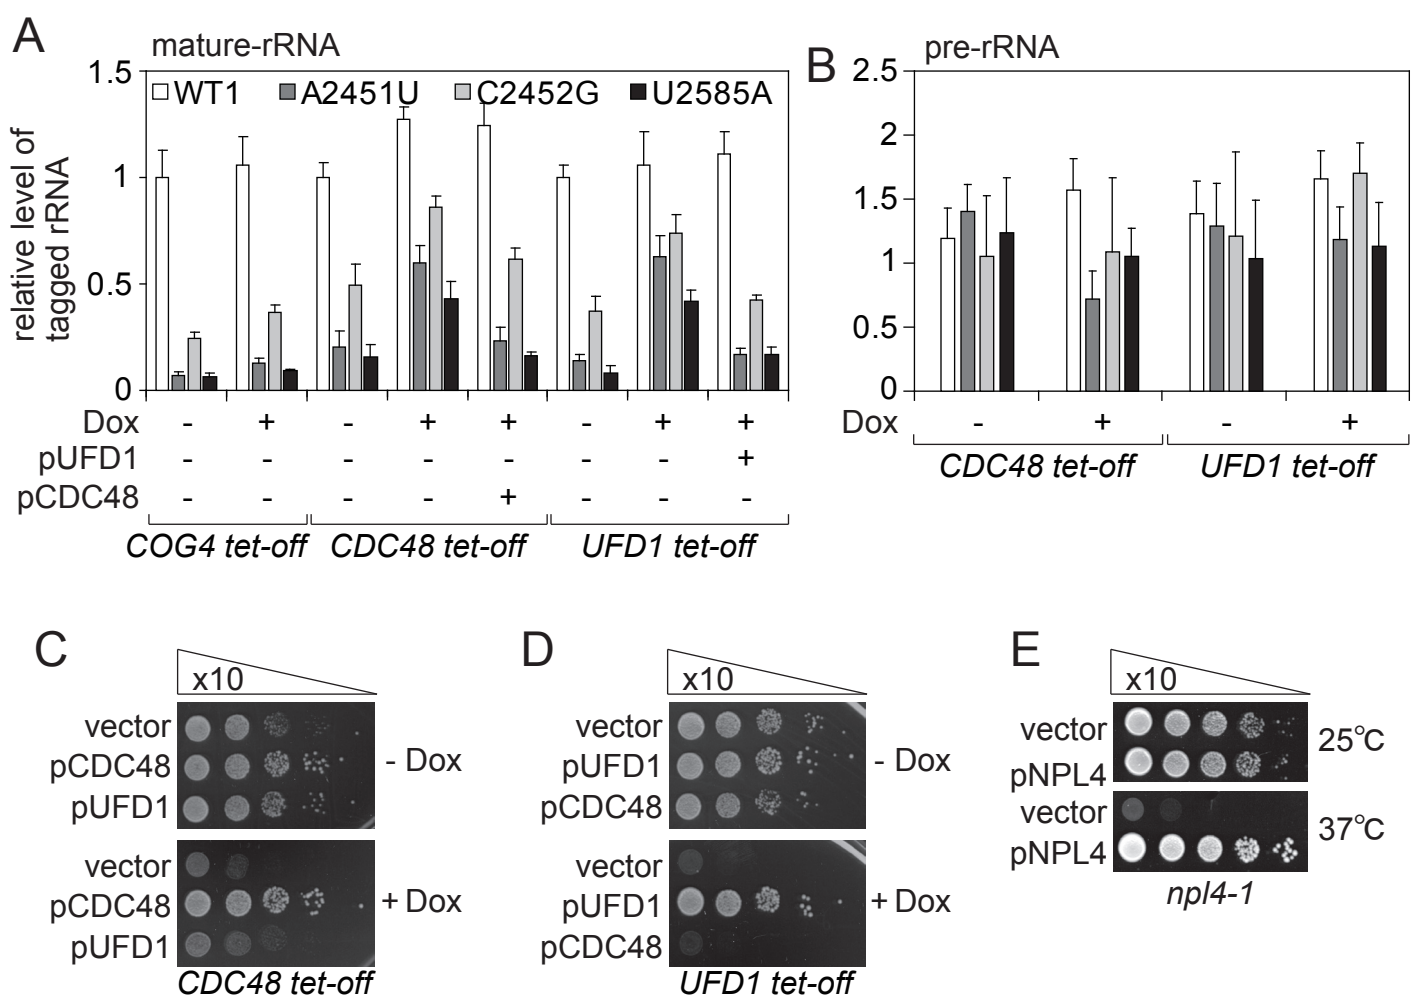 A
mature-rRNA
1.5
WT1 A2451U C2452G U2585A
1
0.5
0
relative level of
tagged rRNA
Dox - + - + + - + +
pUFD1 - - - - - - - +
pCDC48 - - - - + - - -
COG4 tet-off CDC48 tet-off UFD1 tet-off
B
pre-rRNA
2.5
2
1.5
1
0.5
0
Dox - + - +
CDC48 tet-off UFD1 tet-off
C
x10
vector
pCDC48
pUFD1
- Dox
vector
pCDC48
pUFD1
+ Dox
CDC48 tet-off
D
x10
vector
pUFD1
pCDC48
- Dox
vector
pUFD1
pCDC48
+ Dox
UFD1 tet-off
E
x10
vector
pNPL4
25°C
vector
pNPL4
37°C
npl4-1